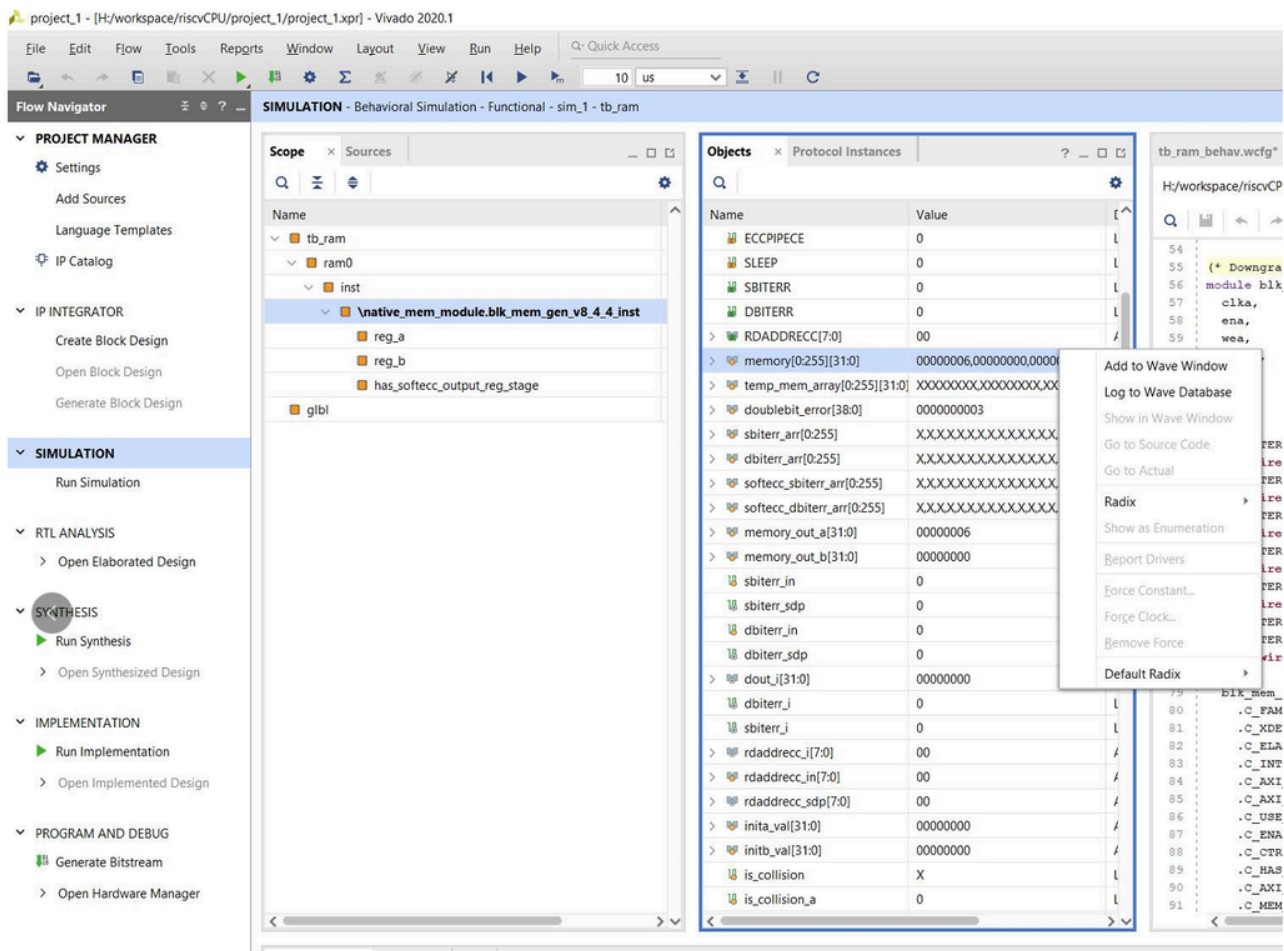 project_1 - [H:/workspace/riscvCPU/project_1/project_1.xpr] - Vivado 2020.1
File Edit Flow Tools Reports Window Layout View Run Help Quick Access
10 us
Flow Navigator
SIMULATION - Behavioral Simulation - Functional - sim_1 - tb_ram
PROJECT MANAGER
Settings
Add Sources
Language Templates
IP Catalog
IP INTEGRATOR
Create Block Design
Open Block Design
Generate Block Design
SIMULATION
Run Simulation
RTL ANALYSIS
Open Elaborated Design
SYNTHESIS
Run Synthesis
Open Synthesized Design
IMPLEMENTATION
Run Implementation
Open Implemented Design
PROGRAM AND DEBUG
Generate Bitstream
Open Hardware Manager
Scope Sources
Name
tb_ram
ram0
inst
\native_mem_module.blk_mem_gen_v8_4_4_inst
reg_a
reg_b
has_softecc_output_reg_stage
glbl
Objects Protocol Instances
Name Value
ECCPIPECE 0
SLEEP 0
SBITERR 0
DBITERR 0
RDADDRECC[7:0] 00
memory[0:255][31:0] 00000006,00000000,0000
temp_mem_array[0:255][31:0] XXXXXXXX,XXXXXXXX,XX
doublebit_error[38:0] 0000000003
sbiterr_arr[0:255] X,X,X,X,X,X,X,X,X,X,X,X,X,X,
dbiterr_arr[0:255] X,X,X,X,X,X,X,X,X,X,X,X,X,X,
softecc_sbiterr_arr[0:255] X,X,X,X,X,X,X,X,X,X,X,X,X,X,
softecc_dbiterr_arr[0:255] X,X,X,X,X,X,X,X,X,X,X,X,X,X,
memory_out_a[31:0] 00000006
memory_out_b[31:0] 00000000
sbiterr_in 0
sbiterr_sdp 0
dbiterr_in 0
dbiterr_sdp 0
dout_i[31:0] 00000000
dbiterr_i 0
sbiterr_i 0
rdaddrecc_i[7:0] 00
rdaddrecc_in[7:0] 00
rdaddrecc_sdp[7:0] 00
inita_val[31:0] 00000000
initb_val[31:0] 00000000
is_collision X
is_collision_a 0
Add to Wave Window
Log to Wave Database
Show in Wave Window
Go to Source Code
Go to Actual
Radix
Show as Enumeration
Report Drivers
Force Constant...
Force Clock...
Remove Force
Default Radix
tb_ram_behav.wcfg*
H:/workspace/riscvCP
54
55 (* Downgra
56 module blk_
57 clka,
58 ena,
59 wea,
79 blk_mem_
80 .C_FAM
81 .C_XDE
82 .C_ELA
83 .C_INT
84 .C_AXI_
85 .C_AXI_
86 .C_USE
87 .C_ENA
88 .C_CTR
89 .C_HAS
90 .C_AXI_
91 .C_MEM